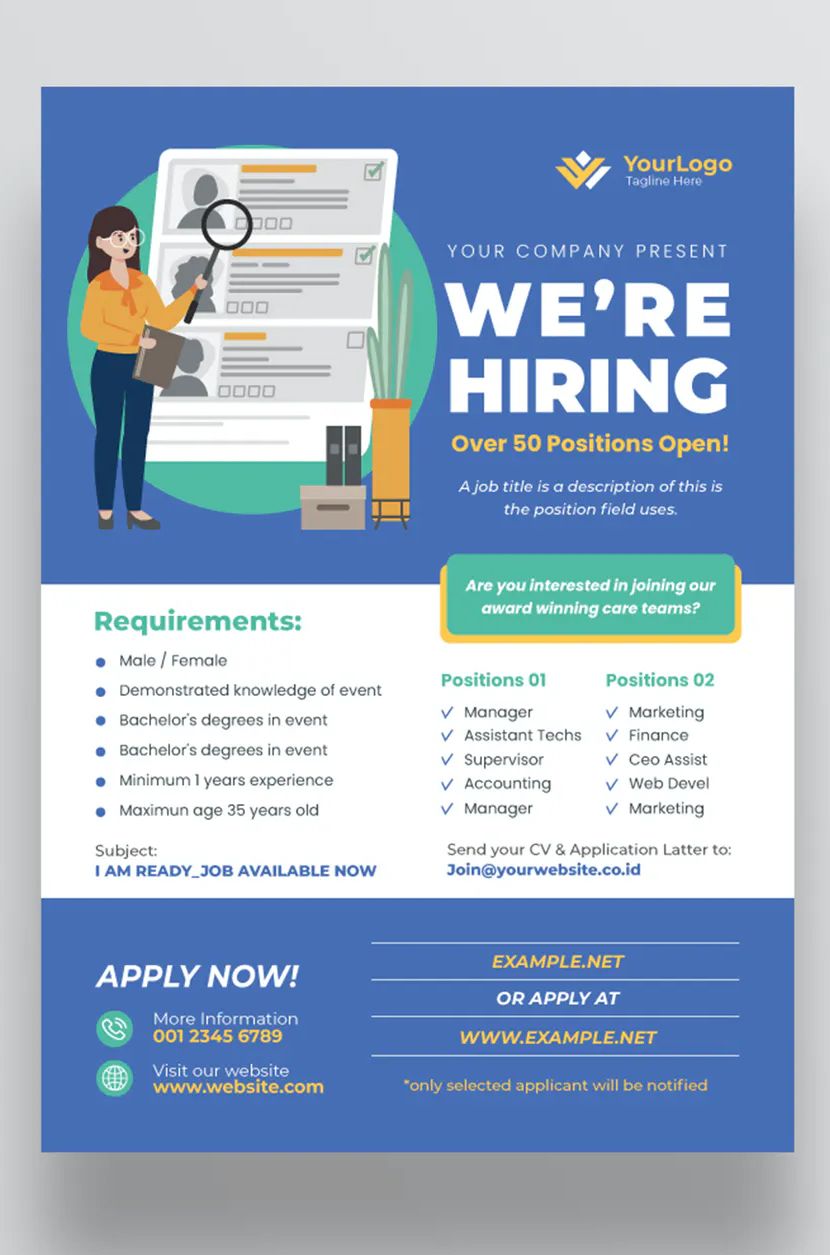 YourLogo
Tagline Here
YOUR COMPANY PRESENT
WE'RE
HIRING
Over 50 Positions Open!
A job title is a description of this is
the position field uses.
Are you interested in joining our
award winning care teams?
Requirements:
Male / Female
Demonstrated knowledge of event
Bachelor's degrees in event
Bachelor's degrees in event
Minimum 1 years experience
Maximun age 35 years old
Subject:
I AM READY_JOB AVAILABLE NOW
Positions 01
Manager
Assistant Techs
Supervisor
Accounting
Manager
Positions 02
Marketing
Finance
Ceo Assist
Web Devel
Marketing
Send your CV & Application Latter to:
Join@yourwebsite.co.id
APPLY NOW!
More Information
001 2345 6789
Visit our website
www.website.com
EXAMPLE.NET
OR APPLY AT
WWW.EXAMPLE.NET
*only selected applicant will be notified